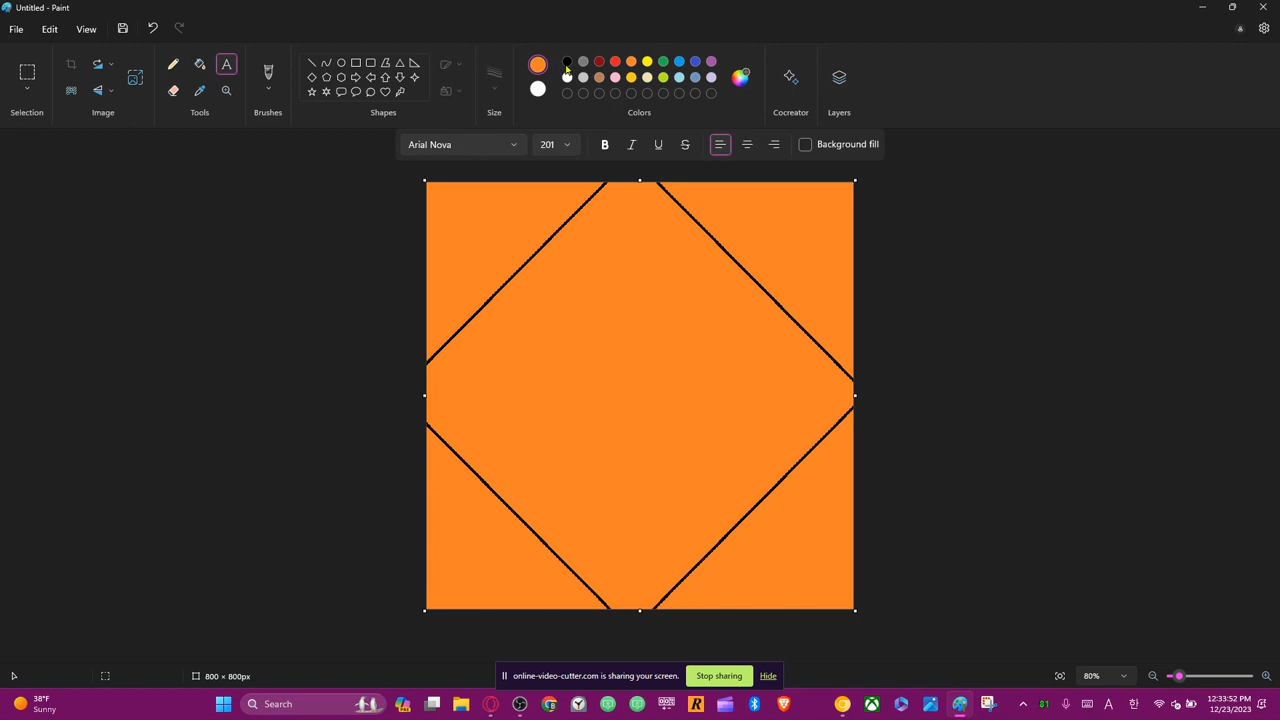 Untitled - Paint
File Edit View
Selection Image Tools Brushes Shapes Size Colors Cocreator Layers
Arial Nova 201 B I U S Background fill
800 × 800px
online-video-cutter.com is sharing your screen. Stop sharing Hide
80%
38°F
Sunny
Search
81
12:33:52 PM
12/23/2023